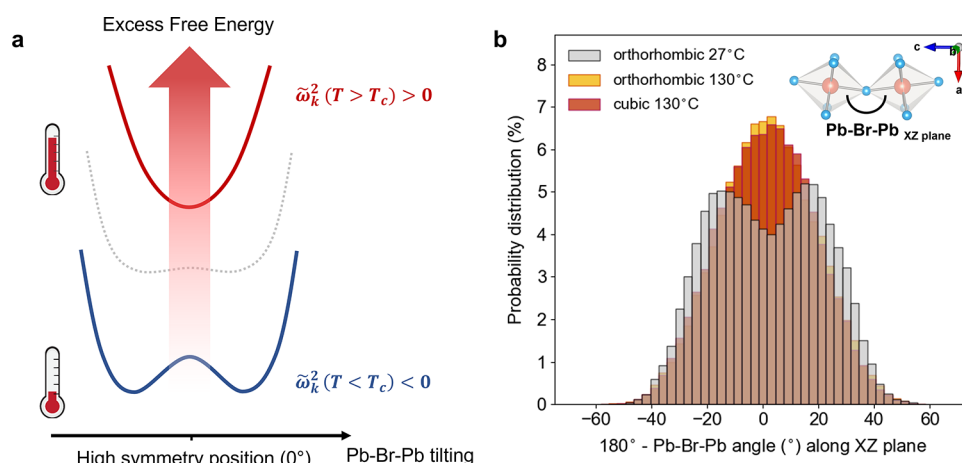 a
Excess Free Energy
ω̃²ₖ(T > T_c) > 0
ω̃²ₖ(T < T_c) < 0
High symmetry position (0°)
Pb-Br-Pb tilting
b
orthorhombic 27°C
orthorhombic 130°C
cubic 130°C
c
b
a
Pb-Br-Pb XZ plane
Probability distribution (%)
8
7
6
5
4
3
2
1
0
−60 −40 −20 0 20 40 60
180° - Pb-Br-Pb angle (°) along XZ plane